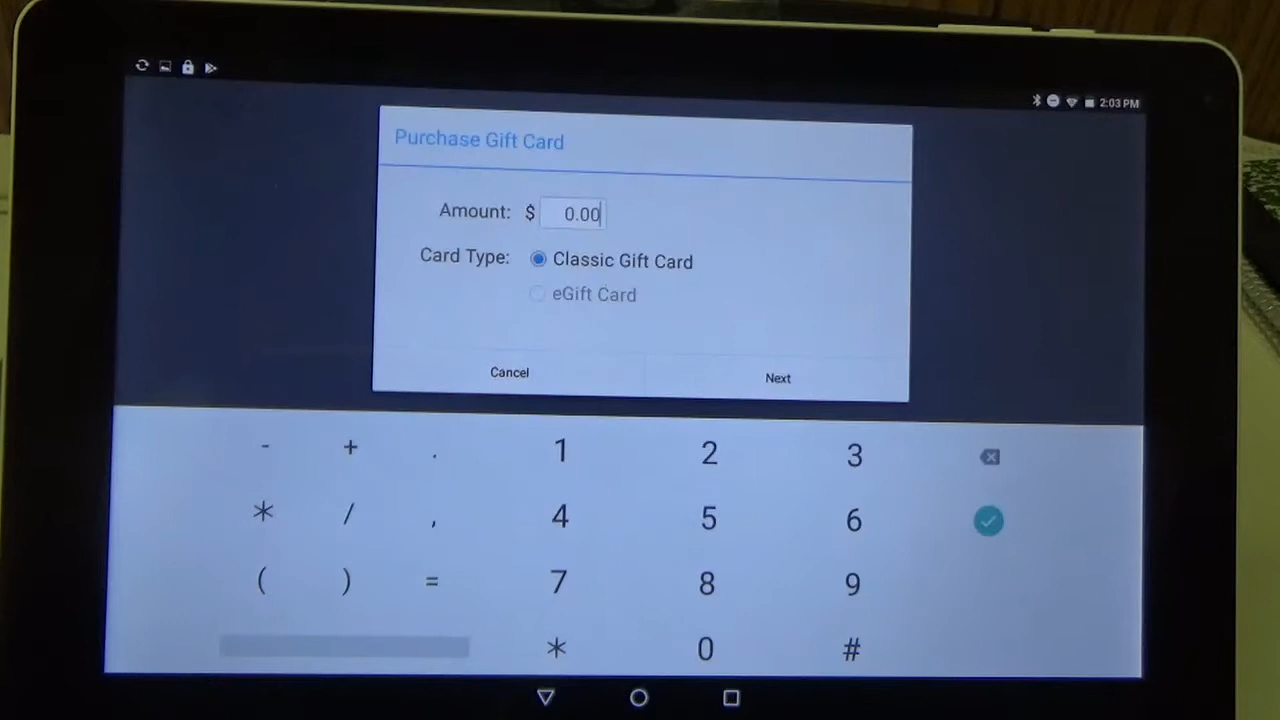 2:03 PM
Purchase Gift Card
Amount: $ 0.00
Card Type: Classic Gift Card
eGift Card
Cancel Next
- + . 1 2 3
* / , 4 5 6
( ) = 7 8 9
* 0 #